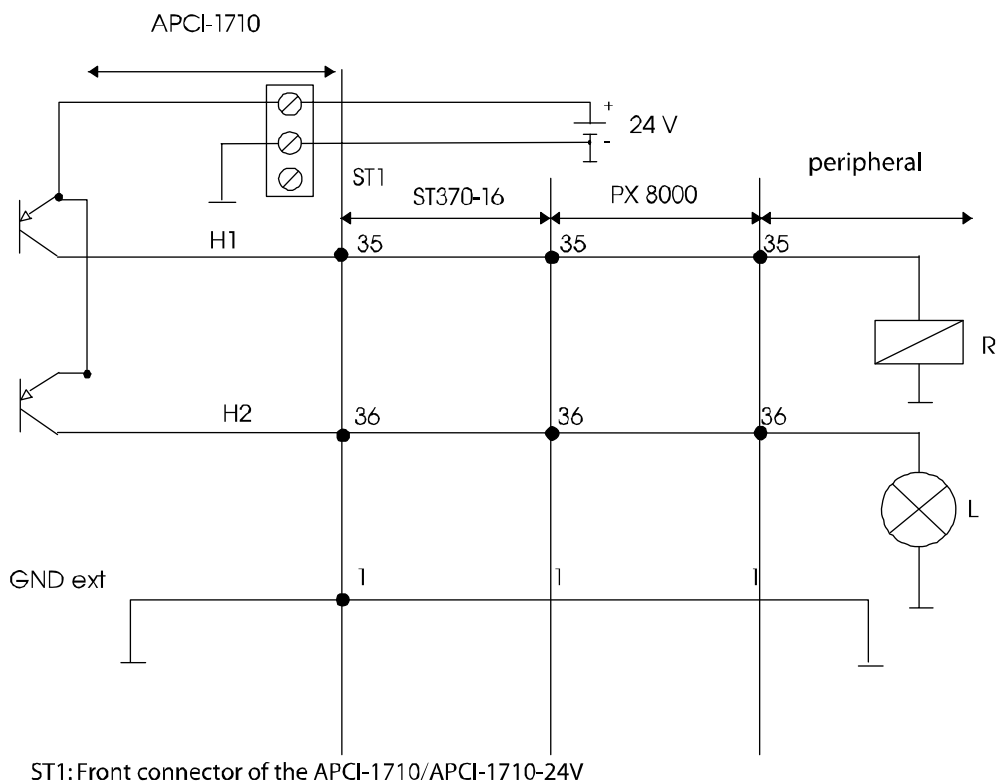 APCI-1710
+
24 V
-
peripheral
ST1
ST370-16
PX 8000
H1
35
35
35
R
H2
36
36
36
L
GND ext
1
1
1
ST1: Front connector of the APCI-1710/APCI-1710-24V